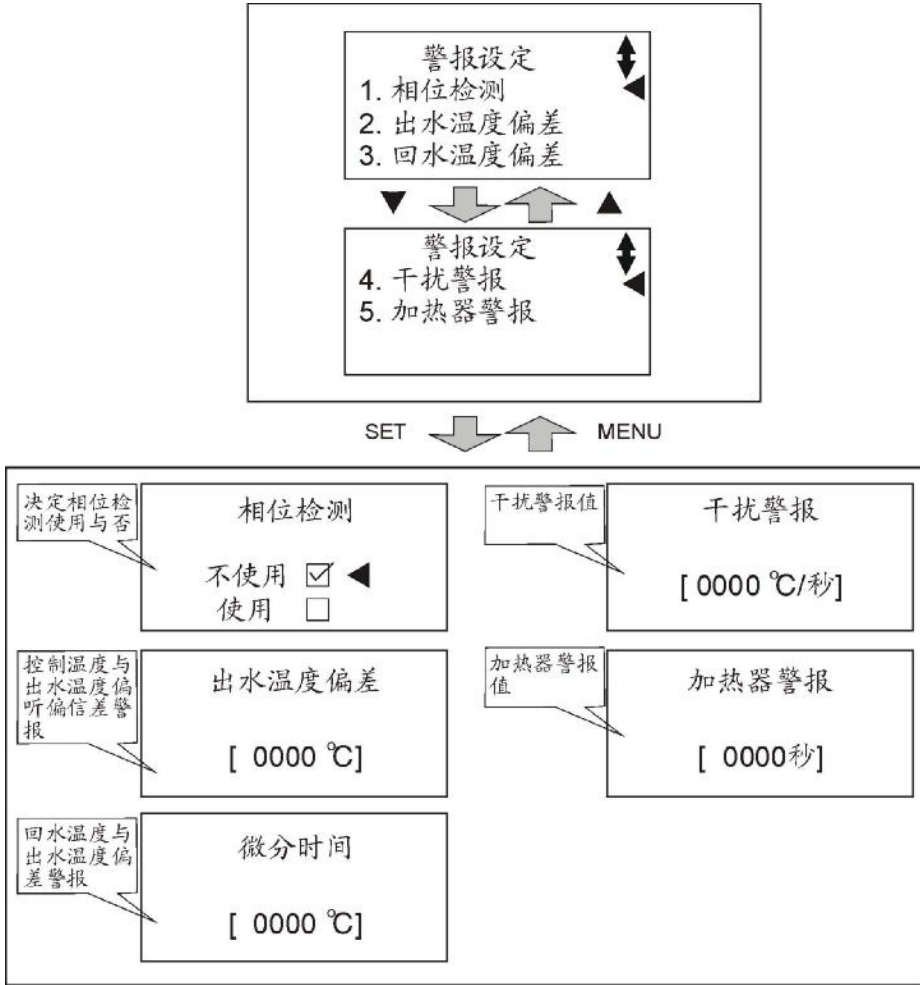 警报设定
1. 相位检测
2. 出水温度偏差
3. 回水温度偏差
警报设定
4. 干扰警报
5. 加热器警报
SET
MENU
决定相位检
测使用与否
相位检测
不使用
使用
干扰警报值
干扰警报
[ 0000 ℃/秒]
控制温度与
出水温度偏
听偏信差警
报
出水温度偏差
[ 0000 ℃]
加热器警报
值
加热器警报
[ 0000秒]
回水温度与
出水温度偏
差警报
微分时间
[ 0000 ℃]